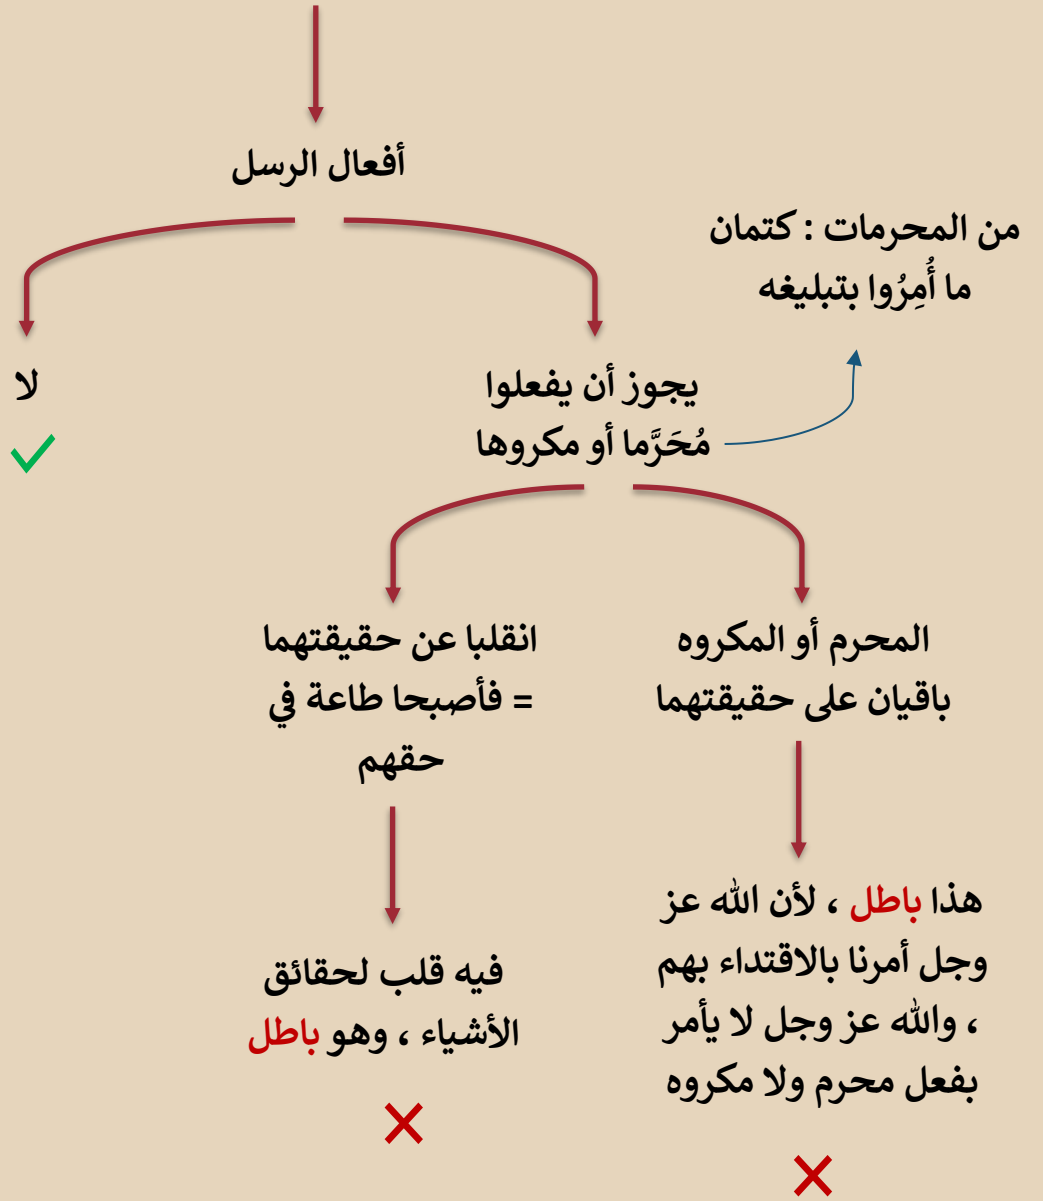 أفعال الرسل
من المحرمات : كتمان
ما أُمِرُوا بتبليغه
يجوز أن يفعلوا
مُحَرَّما أو مكروها
لا
المحرم أو المكروه
باقيان على حقيقتهما
انقلبا عن حقيقتهما
= فأصبحا طاعة في
حقهم
هذا باطل ، لأن الله عز
وجل أمرنا بالاقتداء بهم
، والله عز وجل لا يأمر
بفعل محرم ولا مكروه
فيه قلب لحقائق
الأشياء ، وهو باطل